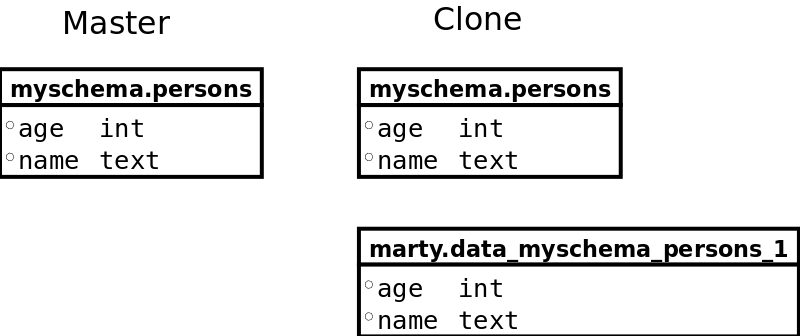 Master
myschema.persons
age int
name text
Clone
myschema.persons
age int
name text
marty.data_myschema_persons_1
age int
name text